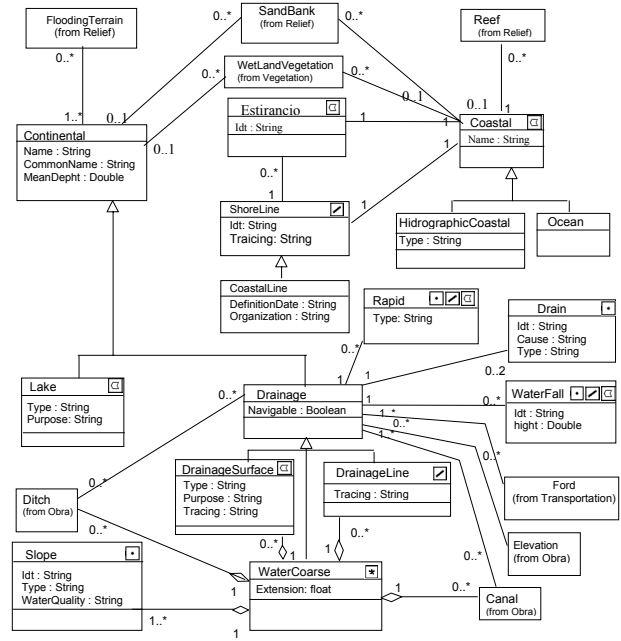 FloodingTerrain
(from Relief)
0..*
SandBank
(from Relief)
0..*
0..*
Reef
(from Relief)
0..*
WetLandVegetation
(from Vegetation)
0..*
0..*
1..*
0..1
0..1
0..1
0..1
1
Continental
Name : String
CommonName : String
MeanDepht : Double
Estirancio
Idt : String
1
1
Coastal
Name : String
0..*
1
1
1
ShoreLine
Idt: String
Traicing: String
HidrographicCoastal
Type : String
Ocean
CoastalLine
DefinitionDate : String
Organization : String
Rapid
Type: String
Drain
Idt : String
Cause : String
Type : String
0..*
0..2
1
1
Lake
Type : String
Purpose: String
0..*
Drainage
Navigable : Boolean
1
1..*
0..*
1..*
0..*
WaterFall
Idt : String
hight : Double
0..*
Ford
(from Transportation)
DrainageSurface
Type : String
Purpose : String
Tracing : String
DrainageLine
Tracing : String
0..*
Ditch
(from Obra)
0..*
0..*
1
1
0..*
Elevation
(from Obra)
0..*
Slope
Idt : String
Type : String
WaterQuality : String
1..*
1
1
WaterCoarse
*
Extension: float
1
0..*
Canal
(from Obra)